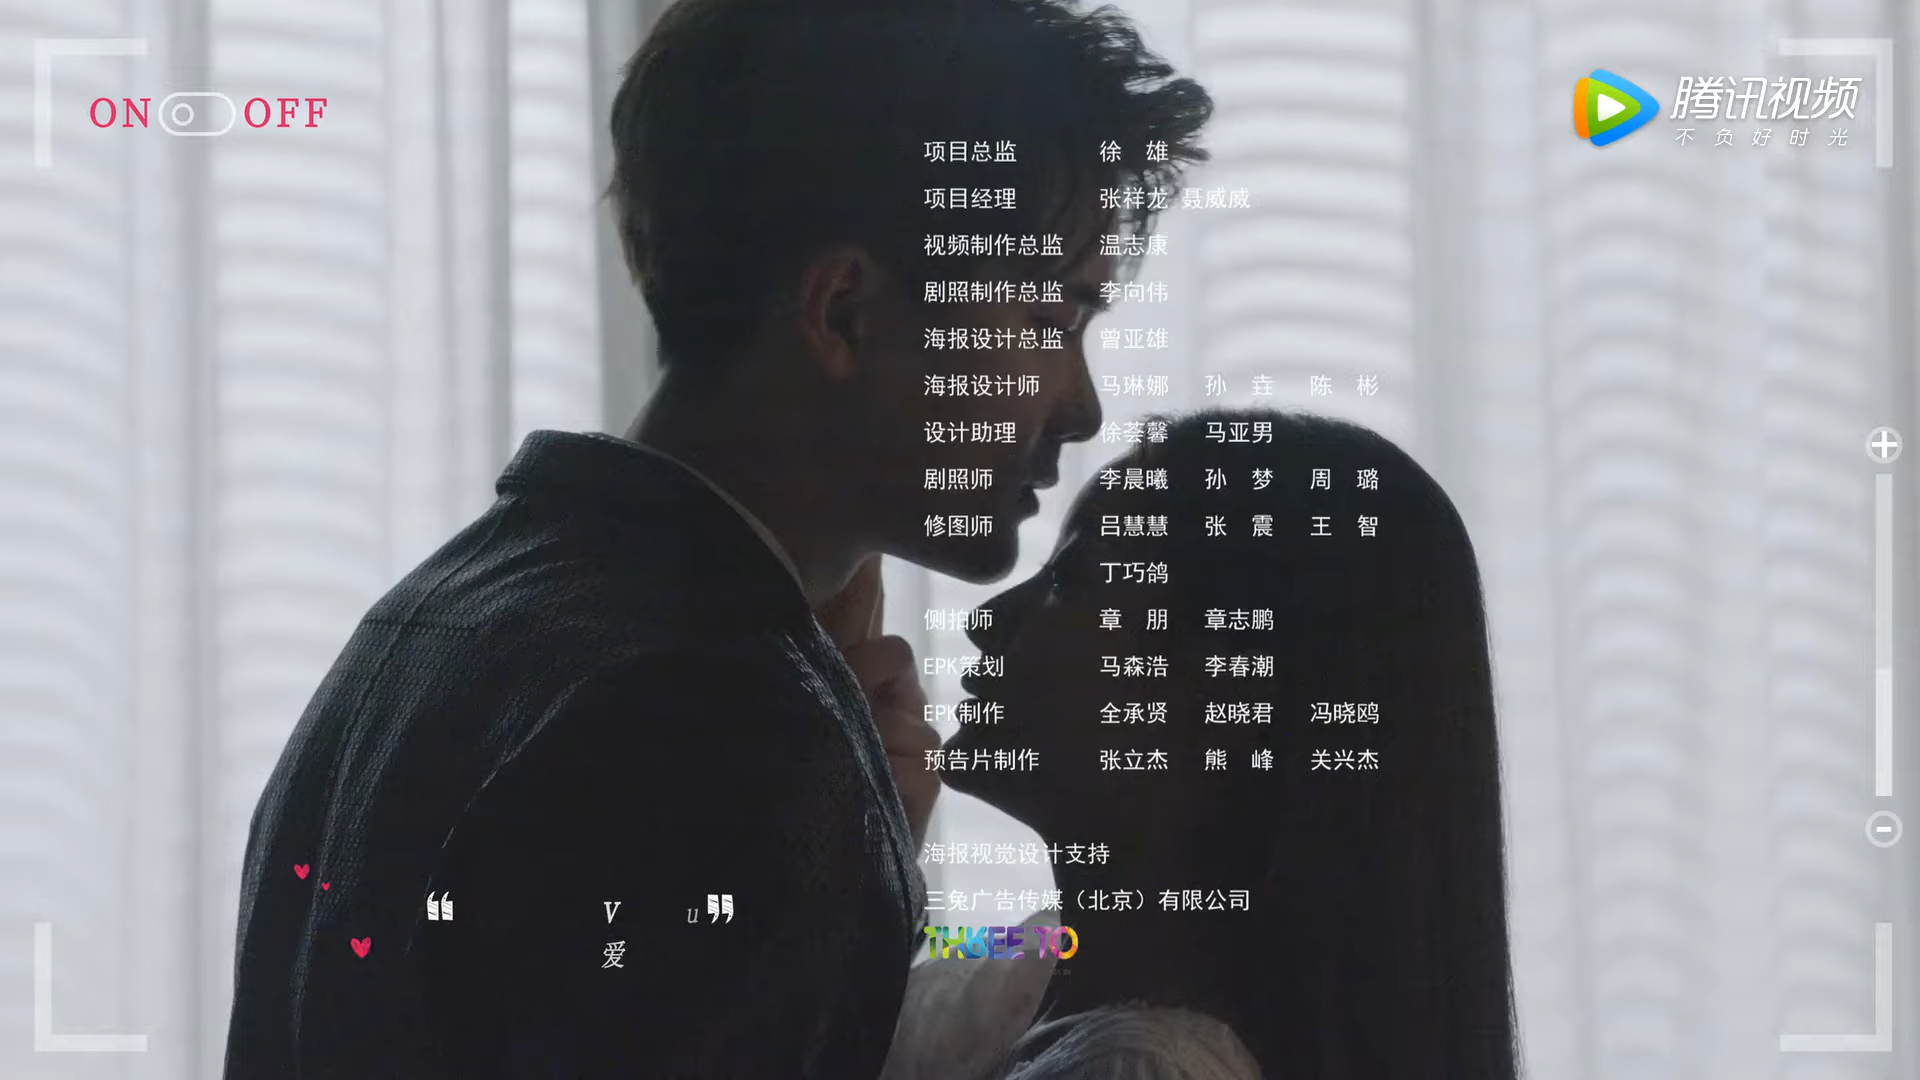 ON OFF
腾讯视频
不负好时光
项目总监 徐 雄
项目经理 张祥龙 聂威威
视频制作总监 温志康
剧照制作总监 李向伟
海报设计总监 曾亚雄
海报设计师 马琳娜 孙 垚 陈 彬
设计助理 徐荟馨 马亚男
剧照师 李晨曦 孙 梦 周 璐
修图师 吕慧慧 张 震 王 智
丁巧鸽
侧拍师 章 朋 章志鹏
EPK策划 马森浩 李春潮
EPK制作 全承贤 赵晓君 冯晓鸥
预告片制作 张立杰 熊 峰 关兴杰
海报视觉设计支持
三兔广告传媒（北京）有限公司
THREE TO
“ V u ”
爱